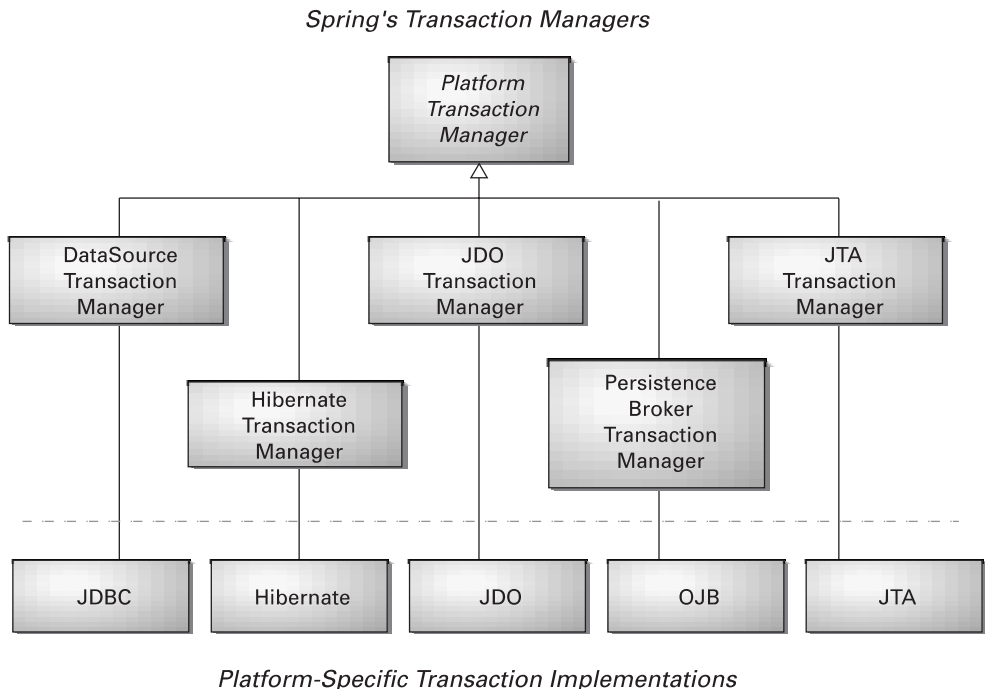 Spring's Transaction Managers
Platform
Transaction
Manager
DataSource
Transaction
Manager
JDO
Transaction
Manager
JTA
Transaction
Manager
Hibernate
Transaction
Manager
Persistence
Broker
Transaction
Manager
JDBC
Hibernate
JDO
OJB
JTA
Platform-Specific Transaction Implementations